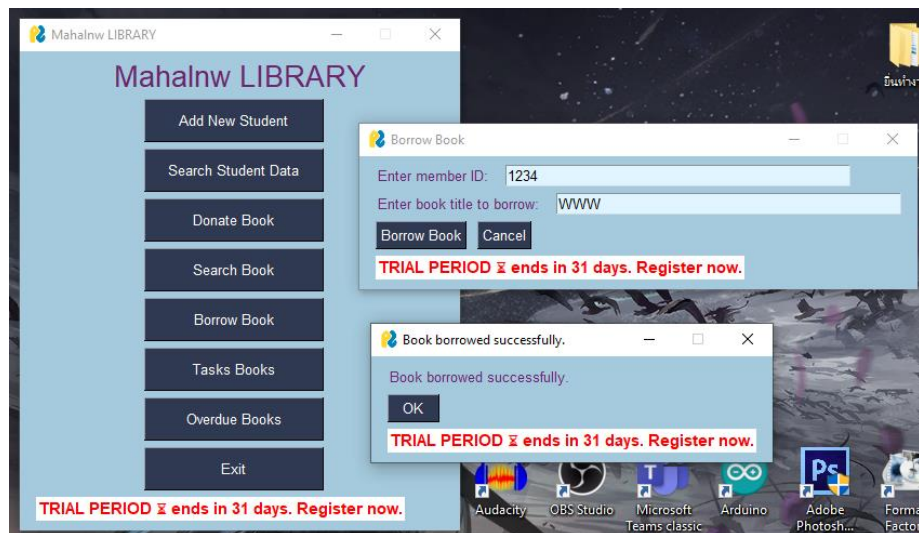 Mahalnw LIBRARY
Mahalnw LIBRARY
Add New Student
Search Student Data
Donate Book
Search Book
Borrow Book
Tasks Books
Overdue Books
Exit
TRIAL PERIOD ⌛ ends in 31 days. Register now.
Borrow Book
Enter member ID: 1234
Enter book title to borrow: WWW
Borrow Book Cancel
TRIAL PERIOD ⌛ ends in 31 days. Register now.
Book borrowed successfully.
Book borrowed successfully.
OK
TRIAL PERIOD ⌛ ends in 31 days. Register now.
Ps
Audacity
OBS Studio
Microsoft
Teams classic
Arduino
Adobe
Photosh...